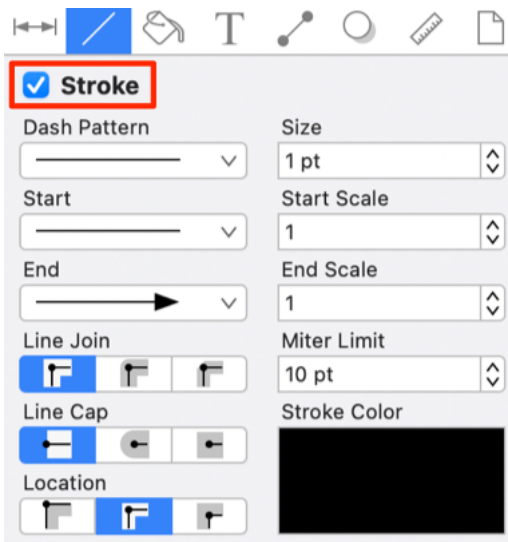 T
Stroke
Dash Pattern Size
1 pt
Start Start Scale
1
End End Scale
1
Line Join Miter Limit
10 pt
Line Cap Stroke Color
Location